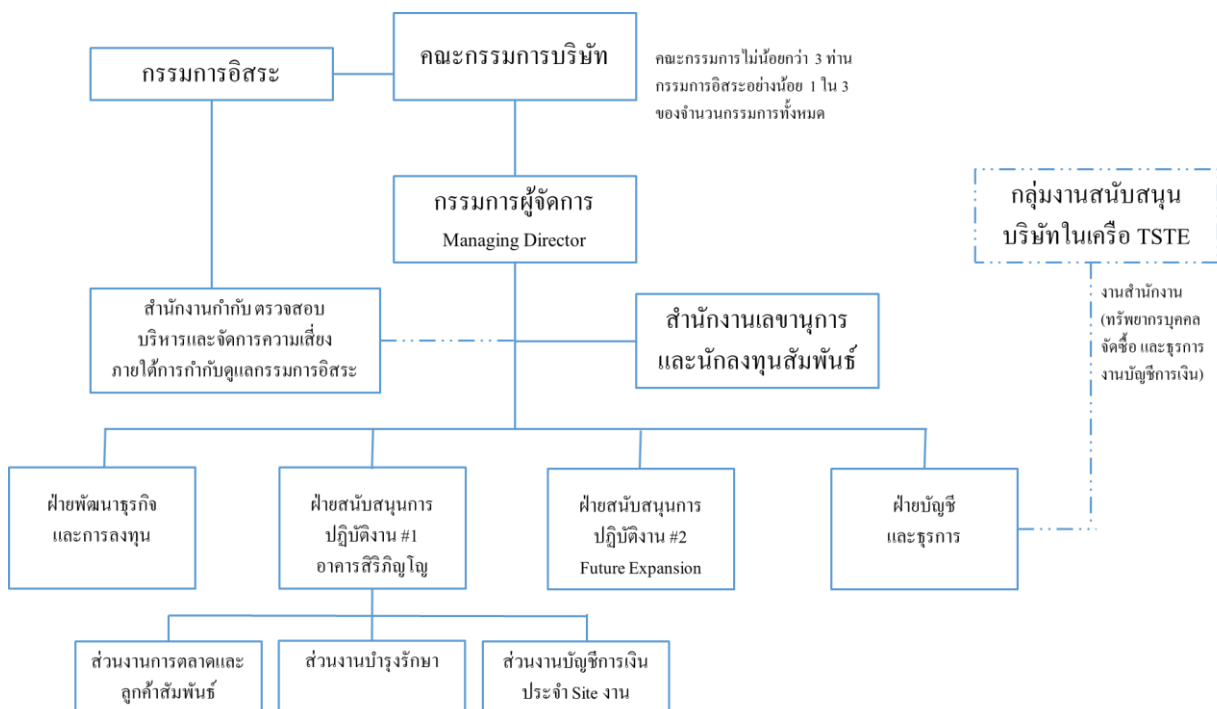 คณะกรรมการบริษัท
กรรมการอิสระ
คณะกรรมการไม่น้อยกว่า 3 ท่าน
กรรมการอิสระอย่างน้อย 1 ใน 3
ของจำนวนกรรมการทั้งหมด
กรรมการผู้จัดการ
Managing Director
กลุ่มงานสนับสนุน
บริษัทในเครือ TSTE
งานสำนักงาน
(ทรัพยากรบุคคล
จัดซื้อ และธุรการ
งานบัญชีการเงิน)
สำนักงานกำกับ ตรวจสอบ
บริหารและจัดการความเสี่ยง
ภายใต้การกำกับดูแลกรรมการอิสระ
สำนักงานเลขานุการ
และนักลงทุนสัมพันธ์
ฝ่ายพัฒนาธุรกิจ
และการลงทุน
ฝ่ายสนับสนุนการ
ปฏิบัติงาน #1
อาคารสิริภิญโญ
ฝ่ายสนับสนุนการ
ปฏิบัติงาน #2
Future Expansion
ฝ่ายบัญชี
และธุรการ
ส่วนงานการตลาดและ
ลูกค้าสัมพันธ์
ส่วนงานบำรุงรักษา
ส่วนงานบัญชีการเงิน
ประจำ Site งาน